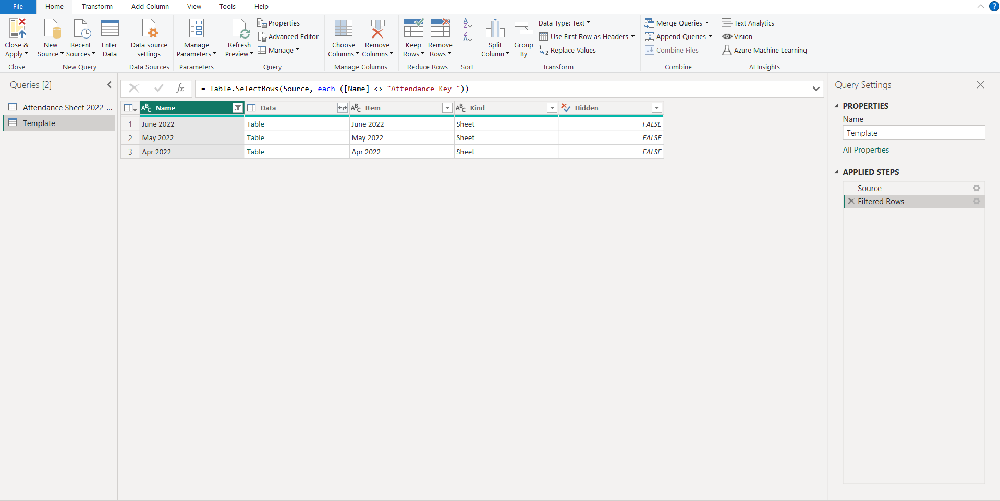 File Home Transform Add Column View Tools Help
Close & Apply
Close
New Source
Recent Sources
Enter Data
New Query
Data source settings
Data Sources
Manage Parameters
Parameters
Refresh Preview
Properties
Advanced Editor
Manage
Query
Choose Columns
Remove Columns
Manage Columns
Keep Rows
Remove Rows
Reduce Rows
Sort
Split Column
Group By
Data Type: Text
Use First Row as Headers
Replace Values
Transform
Merge Queries
Append Queries
Combine Files
Combine
Text Analytics
Vision
Azure Machine Learning
AI Insights
Queries [2]
Attendance Sheet 2022-...
Template
fx = Table.SelectRows(Source, each ([Name] <> "Attendance Key "))
ABC Name Data ABC Item ABC Kind Hidden
1 June 2022 Table June 2022 Sheet FALSE
2 May 2022 Table May 2022 Sheet FALSE
3 Apr 2022 Table Apr 2022 Sheet FALSE
Query Settings
PROPERTIES
Name
Template
All Properties
APPLIED STEPS
Source
Filtered Rows